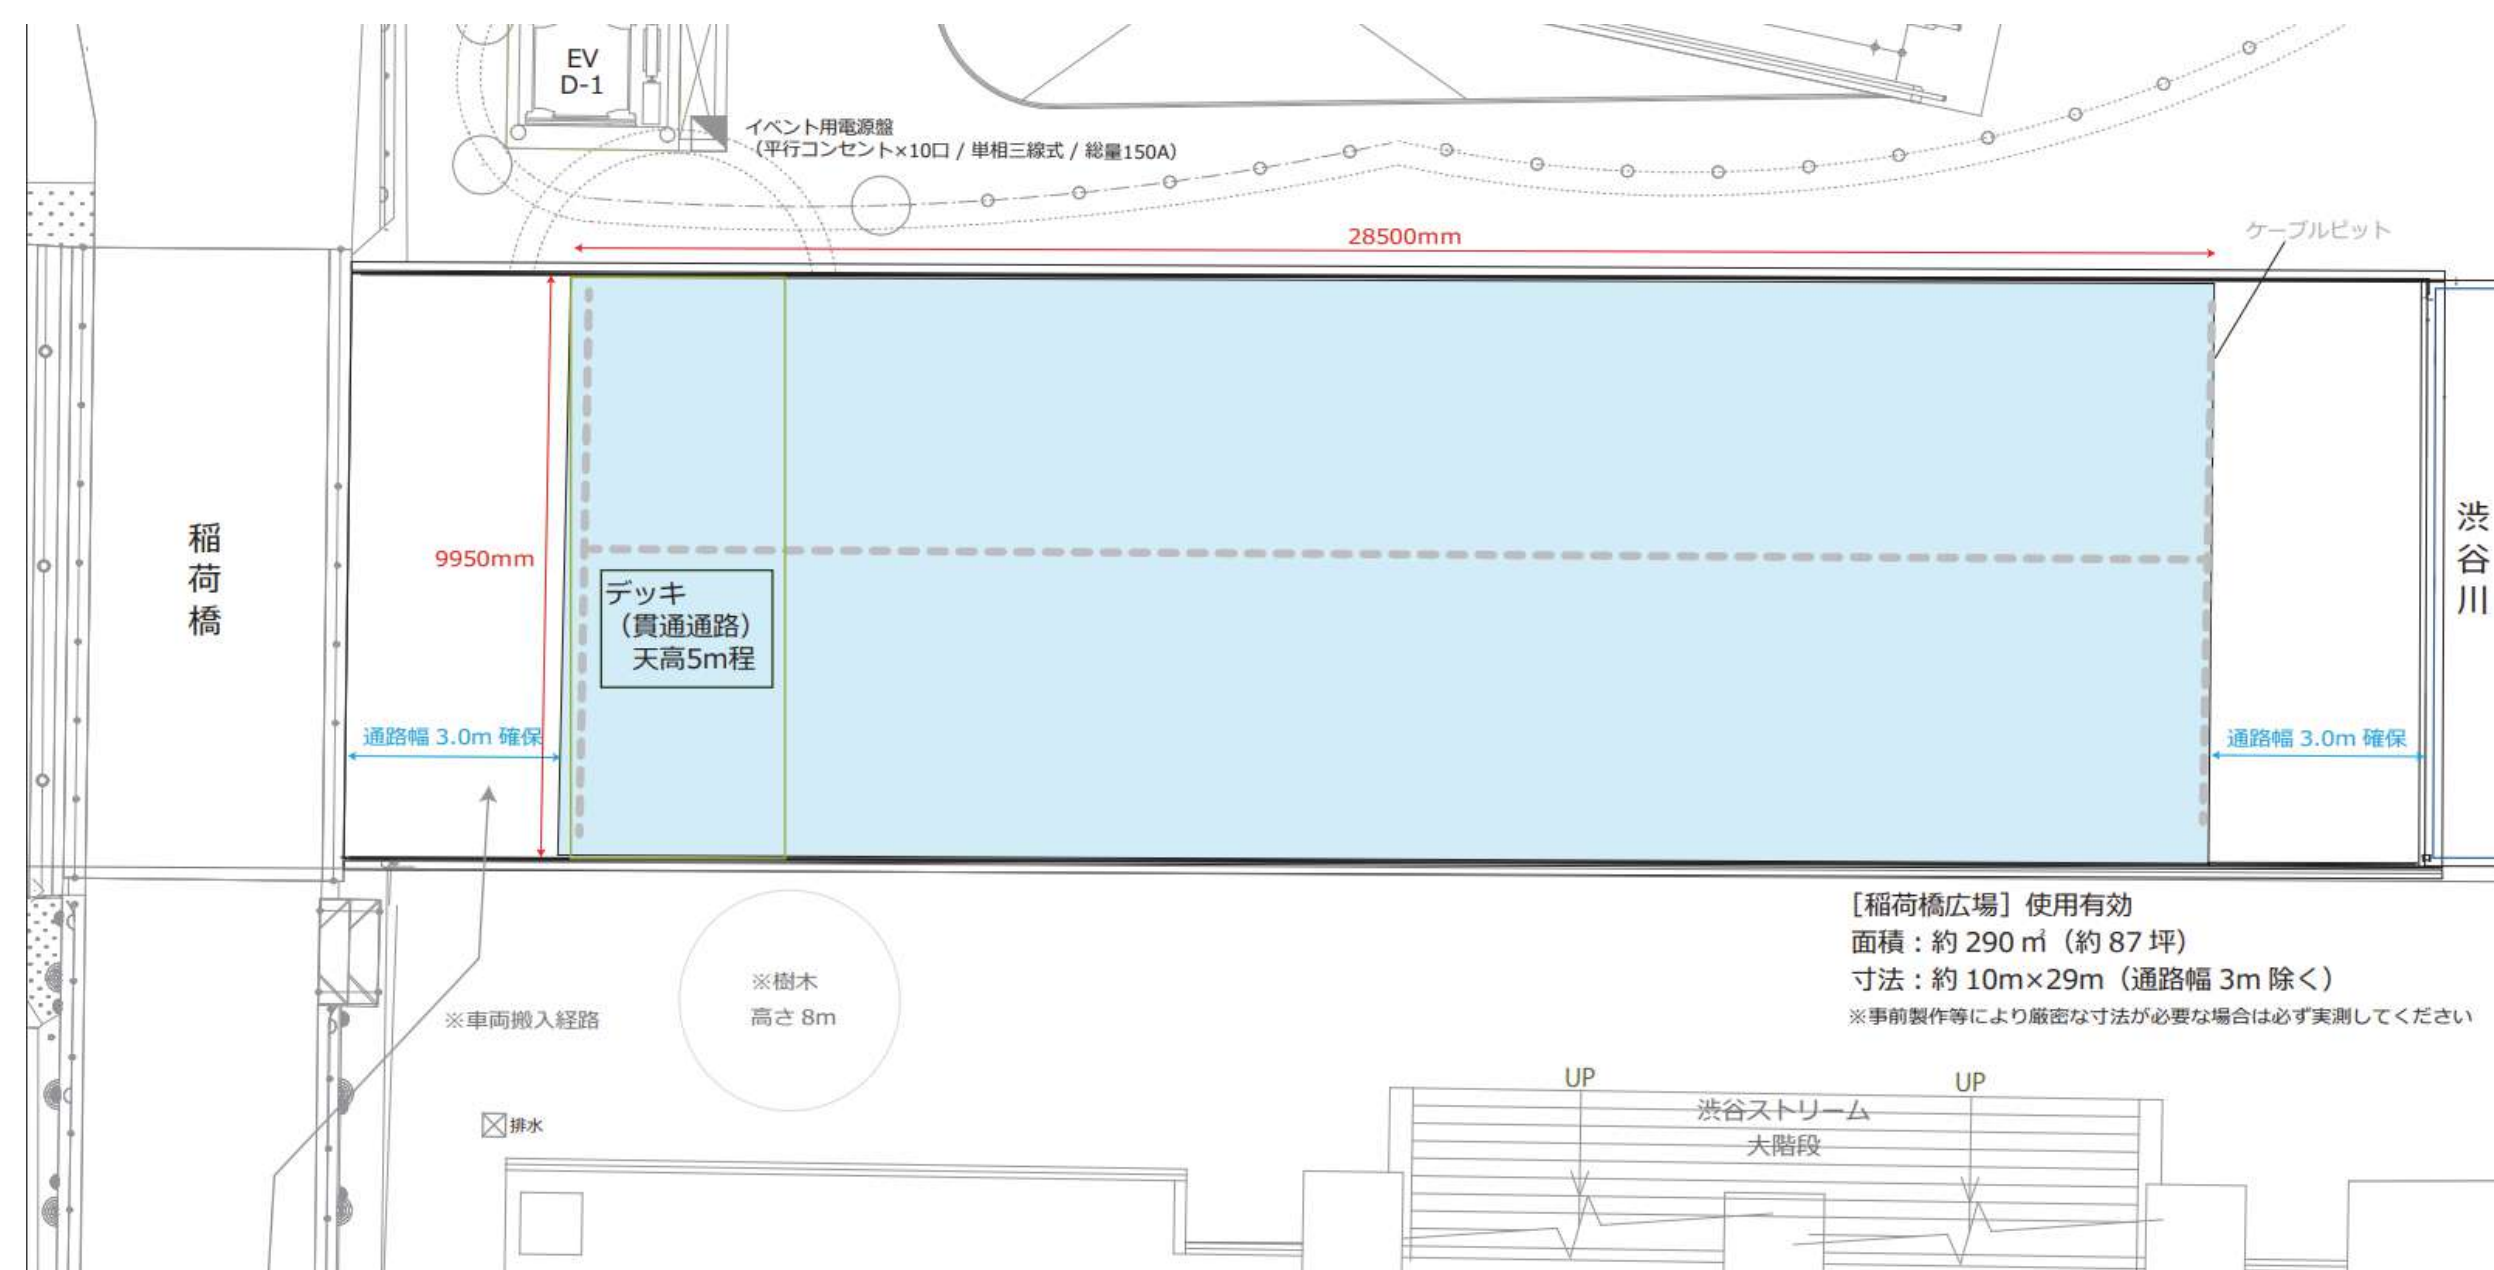 EV
D-1
イベント用電源盤
（平行コンセント×10口 / 単相三線式 / 総量150A）
28500mm
ケーブルピット
稲荷橋
9950mm
デッキ
（貫通通路）
天高5m程
渋谷川
通路幅 3.0m 確保
通路幅 3.0m 確保
［稲荷橋広場］使用有効
面積：約 290 ㎡（約 87 坪）
寸法：約 10m×29m（通路幅 3m 除く）
※事前製作等により厳密な寸法が必要な場合は必ず実測してください
※樹木
高さ 8m
※車両搬入経路
排水
UP
UP
渋谷ストリーム
大階段